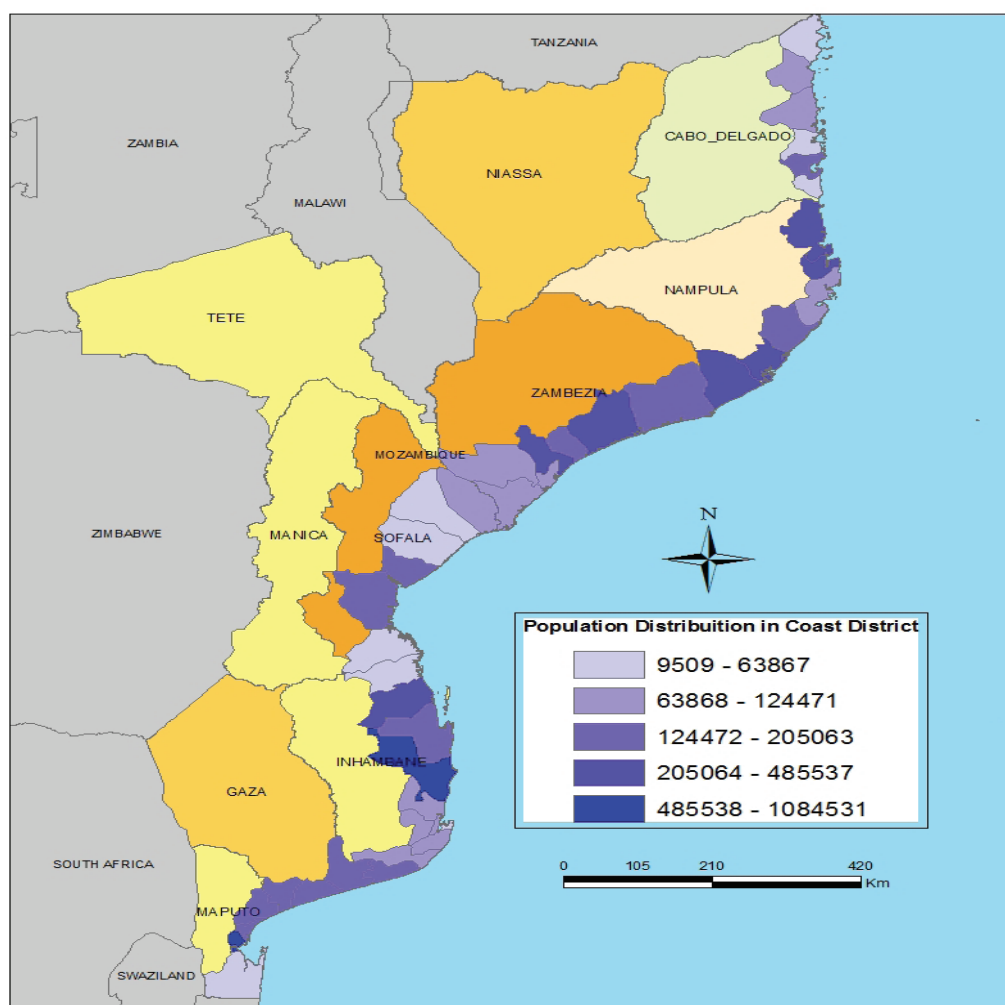 TANZANIA
ZAMBIA
CABO_DELGADO
NIASSA
MALAWI
NAMPULA
TETE
ZAMBEZIA
MOZAMBIQUE
ZIMBABWE
MANICA
SOFALA
N
Population Distribuition in Coast District
9509 - 63867
63868 - 124471
124472 - 205063
205064 - 485537
485538 - 1084531
INHAMBANE
GAZA
SOUTH AFRICA
0 105 210 420
Km
MAPUTO
SWAZILAND